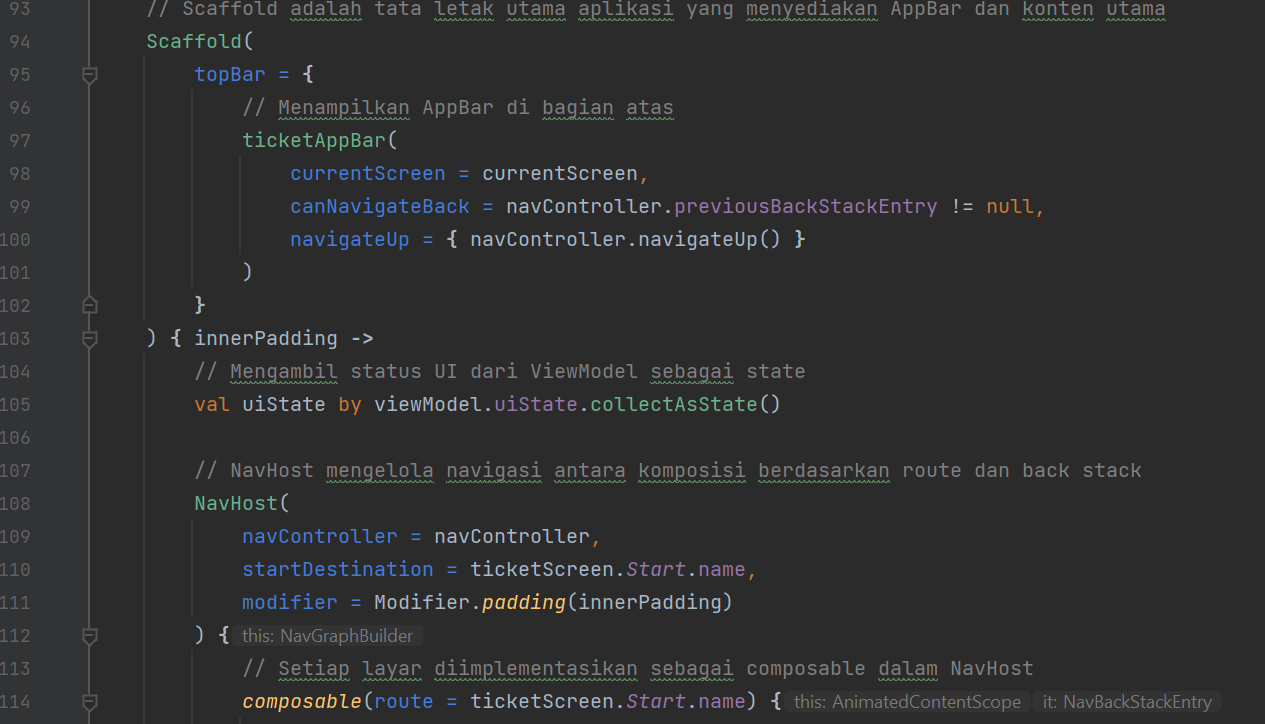 93 // Scaffold adalah tata letak utama aplikasi yang menyediakan AppBar dan konten utama
94 Scaffold(
95 topBar = {
96 // Menampilkan AppBar di bagian atas
97 ticketAppBar(
98 currentScreen = currentScreen,
99 canNavigateBack = navController.previousBackStackEntry != null,
100 navigateUp = { navController.navigateUp() }
101 )
102 }
103 ) { innerPadding ->
104 // Mengambil status UI dari ViewModel sebagai state
105 val uiState by viewModel.uiState.collectAsState()
106
107 // NavHost mengelola navigasi antara komposisi berdasarkan route dan back stack
108 NavHost(
109 navController = navController,
110 startDestination = ticketScreen.Start.name,
111 modifier = Modifier.padding(innerPadding)
112 ) { this: NavGraphBuilder
113 // Setiap layar diimplementasikan sebagai composable dalam NavHost
114 composable(route = ticketScreen.Start.name) { this: AnimatedContentScope it: NavBackStackEntry